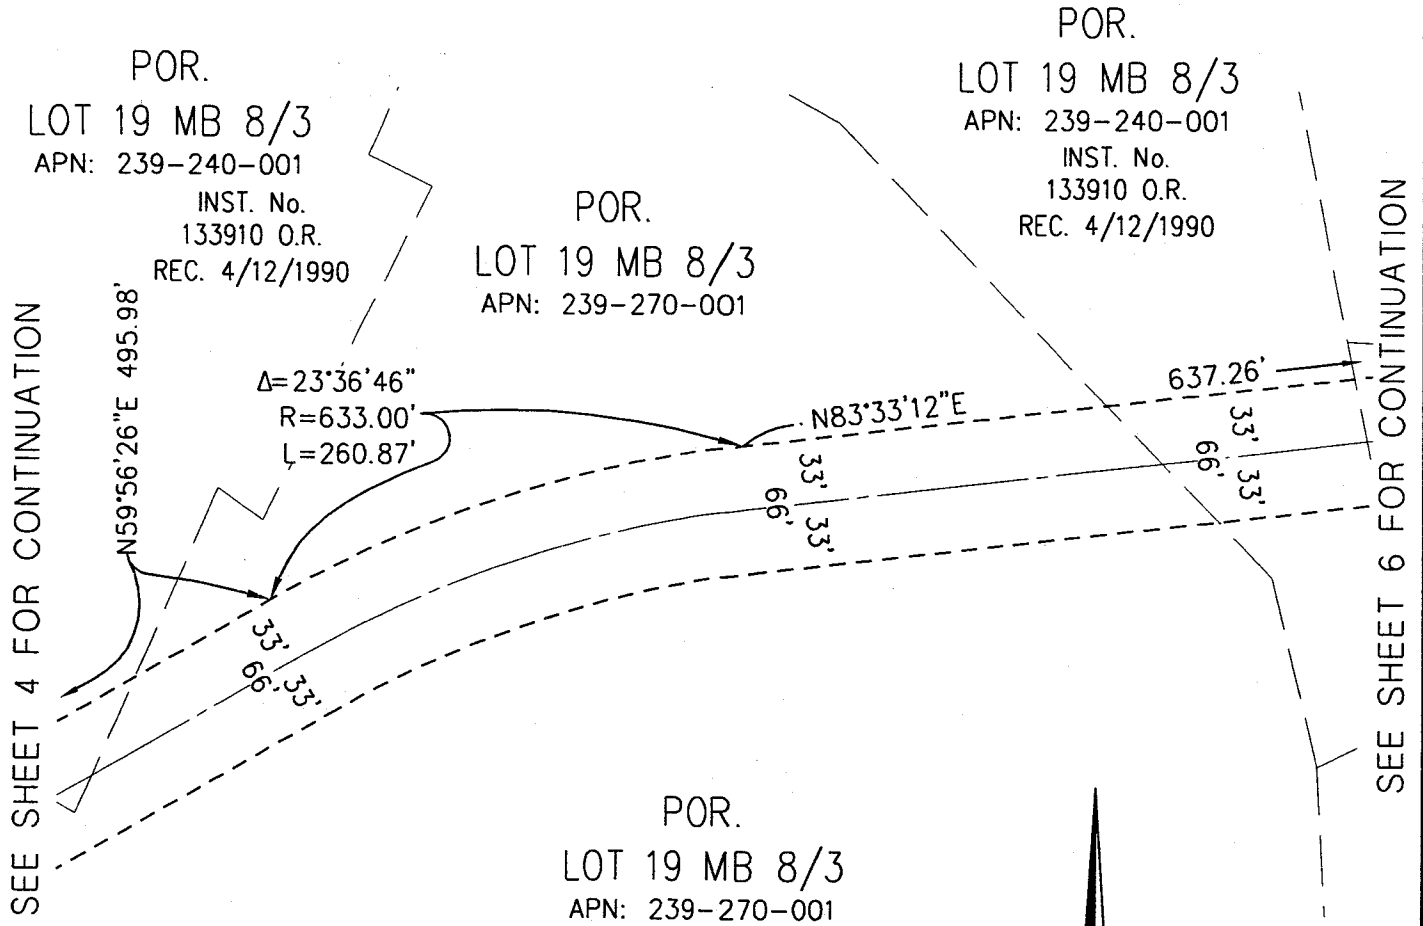 POR.
LOT 19 MB 8/3
APN: 239-240-001
INST. No.
133910 O.R.
REC. 4/12/1990
POR.
LOT 19 MB 8/3
APN: 239-270-001
POR.
LOT 19 MB 8/3
APN: 239-240-001
INST. No.
133910 O.R.
REC. 4/12/1990
SEE SHEET 4 FOR CONTINUATION
N59°56'26"E 495.98'
Δ=23°36'46"
R=633.00'
L=260.87'
N83°33'12"E
637.26'
33'
66'
33'
33'
66'
33'
33'
66'
33'
SEE SHEET 6 FOR CONTINUATION
POR.
LOT 19 MB 8/3
APN: 239-270-001